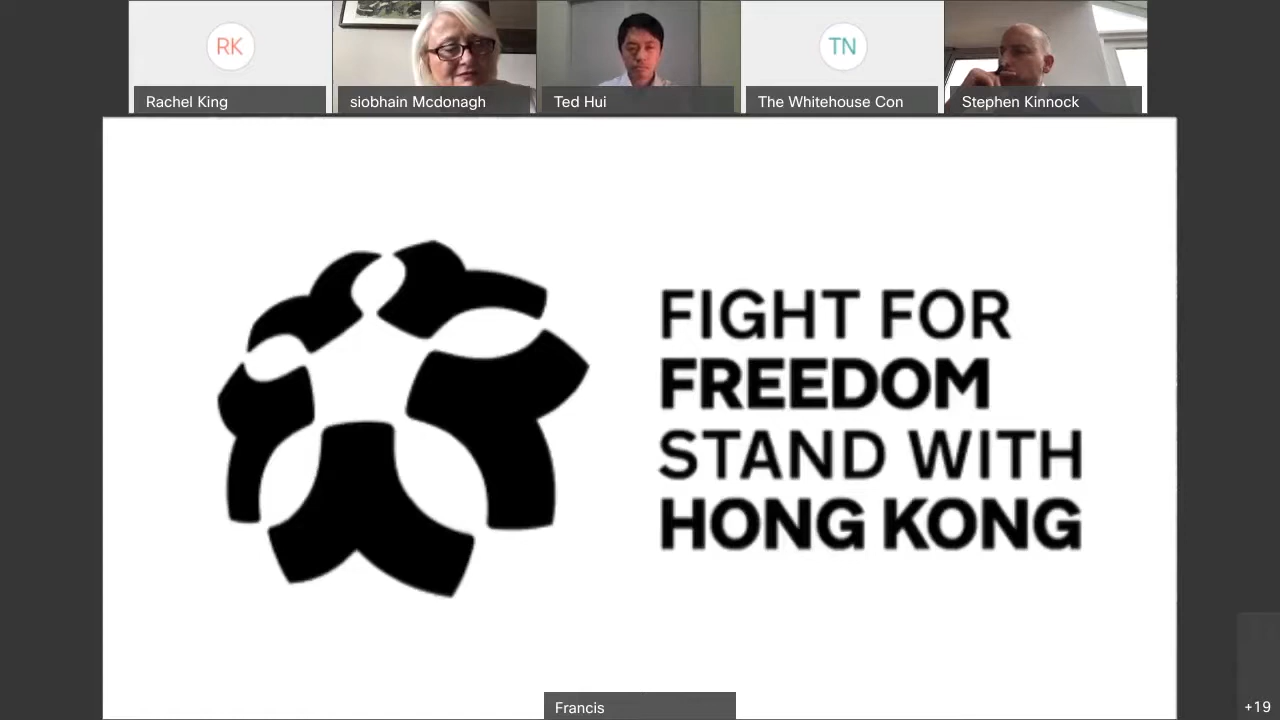 RK
TN
Rachel King
siobhain Mcdonagh
Ted Hui
The Whitehouse Con
Stephen Kinnock
FIGHT FOR
FREEDOM
STAND WITH
HONG KONG
Francis
+19